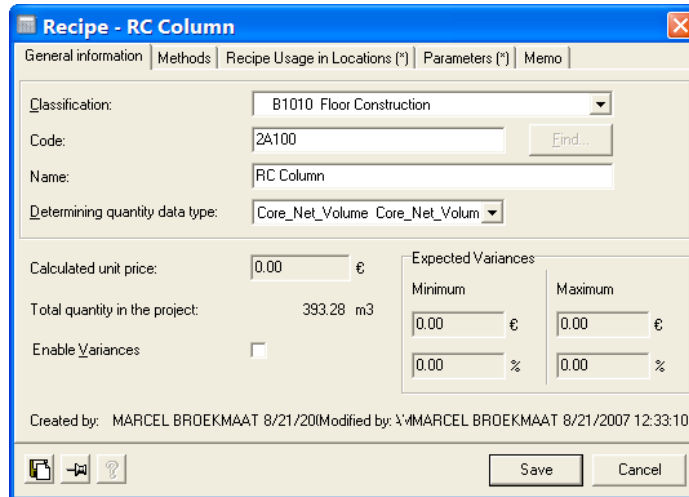 Recipe - RC Column
General information Methods Recipe Usage in Locations (*) Parameters (*) Memo
Classification: B1010 Floor Construction
Code: 2A100 Find...
Name: RC Column
Determining quantity data type: Core_Net_Volume Core_Net_Volum
Calculated unit price: 0.00 €
Total quantity in the project: 393.28 m3
Enable Variances
Expected Variances
Minimum Maximum
0.00 € 0.00 €
0.00 % 0.00 %
Created by: MARCEL BROEKMAAT 8/21/20 Modified by: MARCEL BROEKMAAT 8/21/2007 12:33:10
? Save Cancel